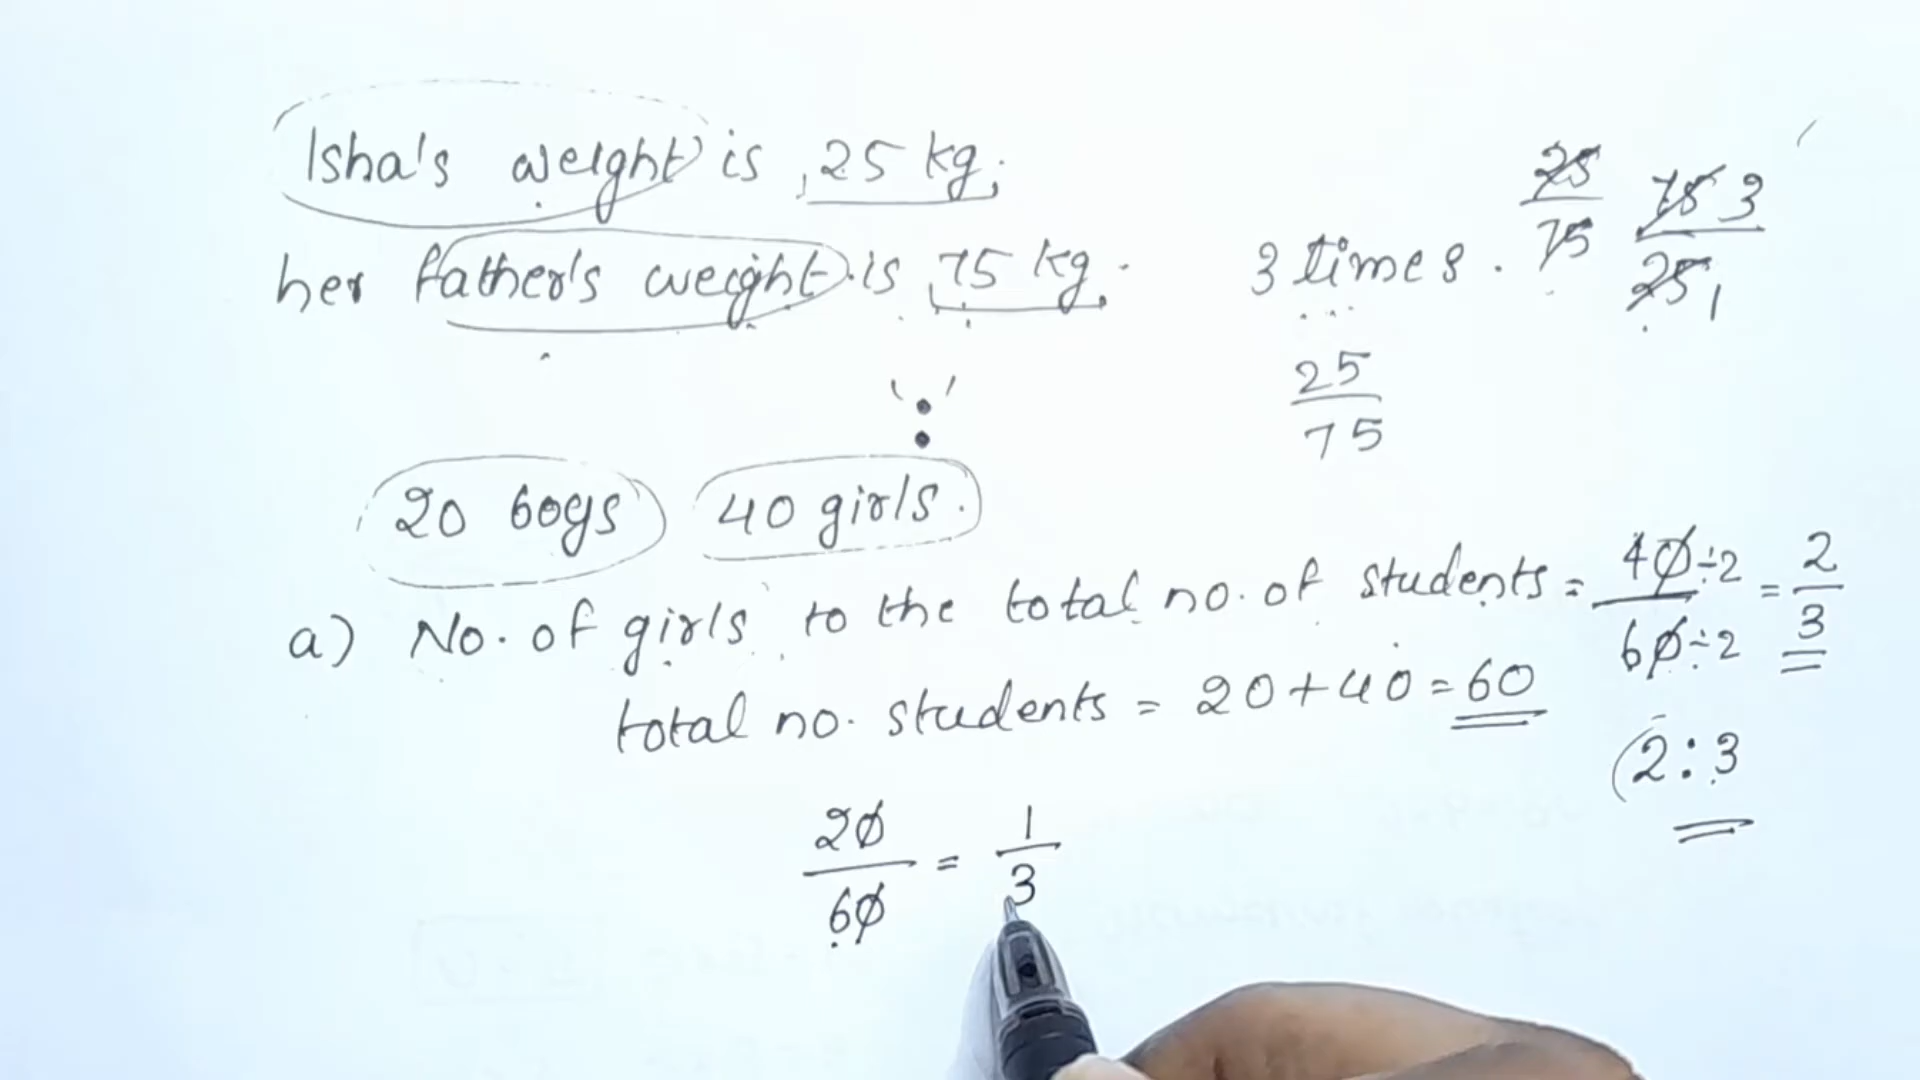 Isha's weight is 25 kg.
her father's weight is 75 kg.
3 times.
25
75
75 3
25 1
25
75
:
20 boys 40 girls.
a) No. of girls to the total no. of students = 40÷2 / 60÷2 = 2/3
total no. students = 20+40=60
2:3
20/60 = 1/3